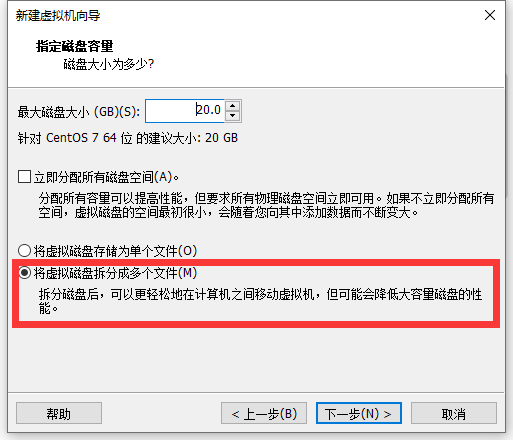 新建虚拟机向导
指定磁盘容量
磁盘大小为多少?
最大磁盘大小 (GB)(S): 20.0
针对 CentOS 7 64 位 的建议大小: 20 GB
立即分配所有磁盘空间(A)。
分配所有容量可以提高性能，但要求所有物理磁盘空间立即可用。如果不立即分配所有
空间，虚拟磁盘的空间最初很小，会随着您向其中添加数据而不断变大。
将虚拟磁盘存储为单个文件(O)
将虚拟磁盘拆分成多个文件(M)
拆分磁盘后，可以更轻松地在计算机之间移动虚拟机，但可能会降低大容量磁盘的性
能。
帮助 < 上一步(B) 下一步(N) > 取消